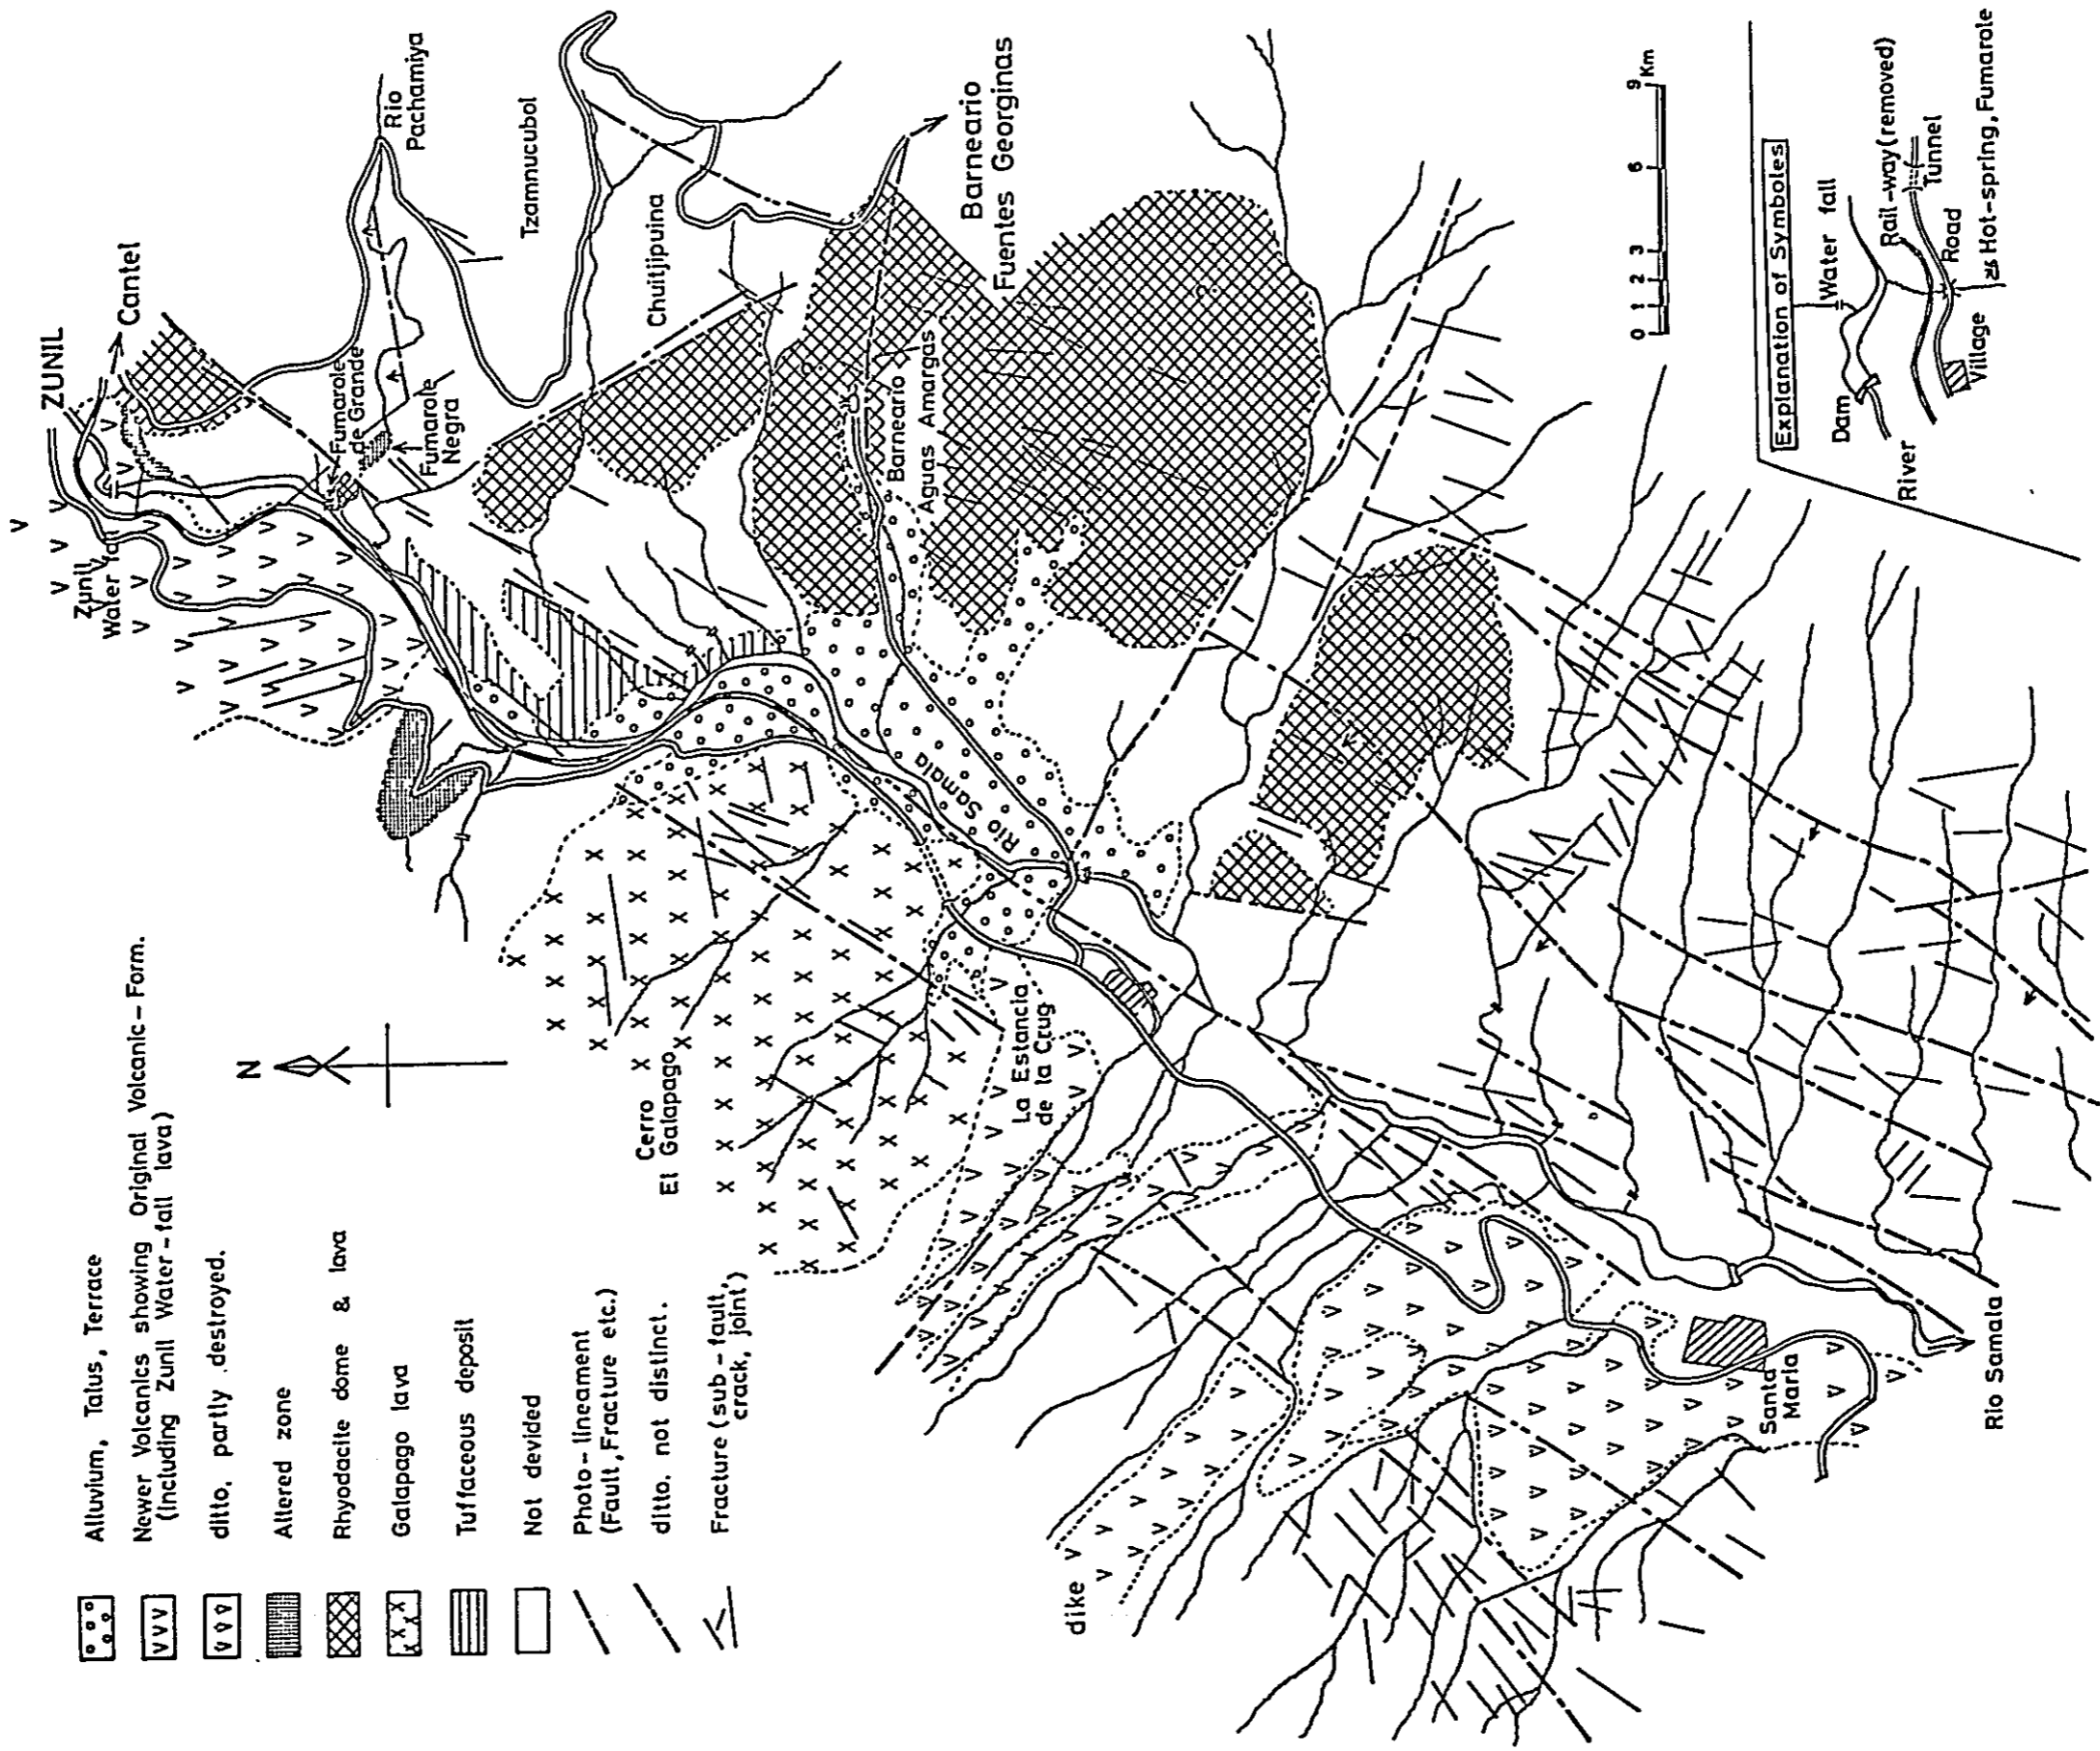 Alluvium, Talus, Terrace
Newer Volcanics showing Original Volcanic-Form.
(Including Zunil Water-fall lava)
ditto, partly destroyed.
Altered zone
Rhyodacite dome & lava
Galapago lava
Tuffaceous deposit
Not devided
Photo-lineament
(Fault, Fracture etc.)
ditto. not distinct.
Fracture (sub-fault,
crack, joint)
N
ZUNIL
Cantel
Zunil
Water
Fumarole
de Grande
Fumarole
Negra
Rio
Pachamiya
Tzamnucubol
Chuitjipuina
Barneario
Aguas Amargas
Barneario
Fuentes Georginas
Cerro
El Galapago
Rio Samala
La Estancia
de la Crug
dike
Santa
Maria
Rio Samala
0 1 2 3 6 9
Km
Explanation of Symboles
Dam
Water fall
River
Rail-way (removed)
Tunnel
Road
Village
Hot-spring, Fumarole